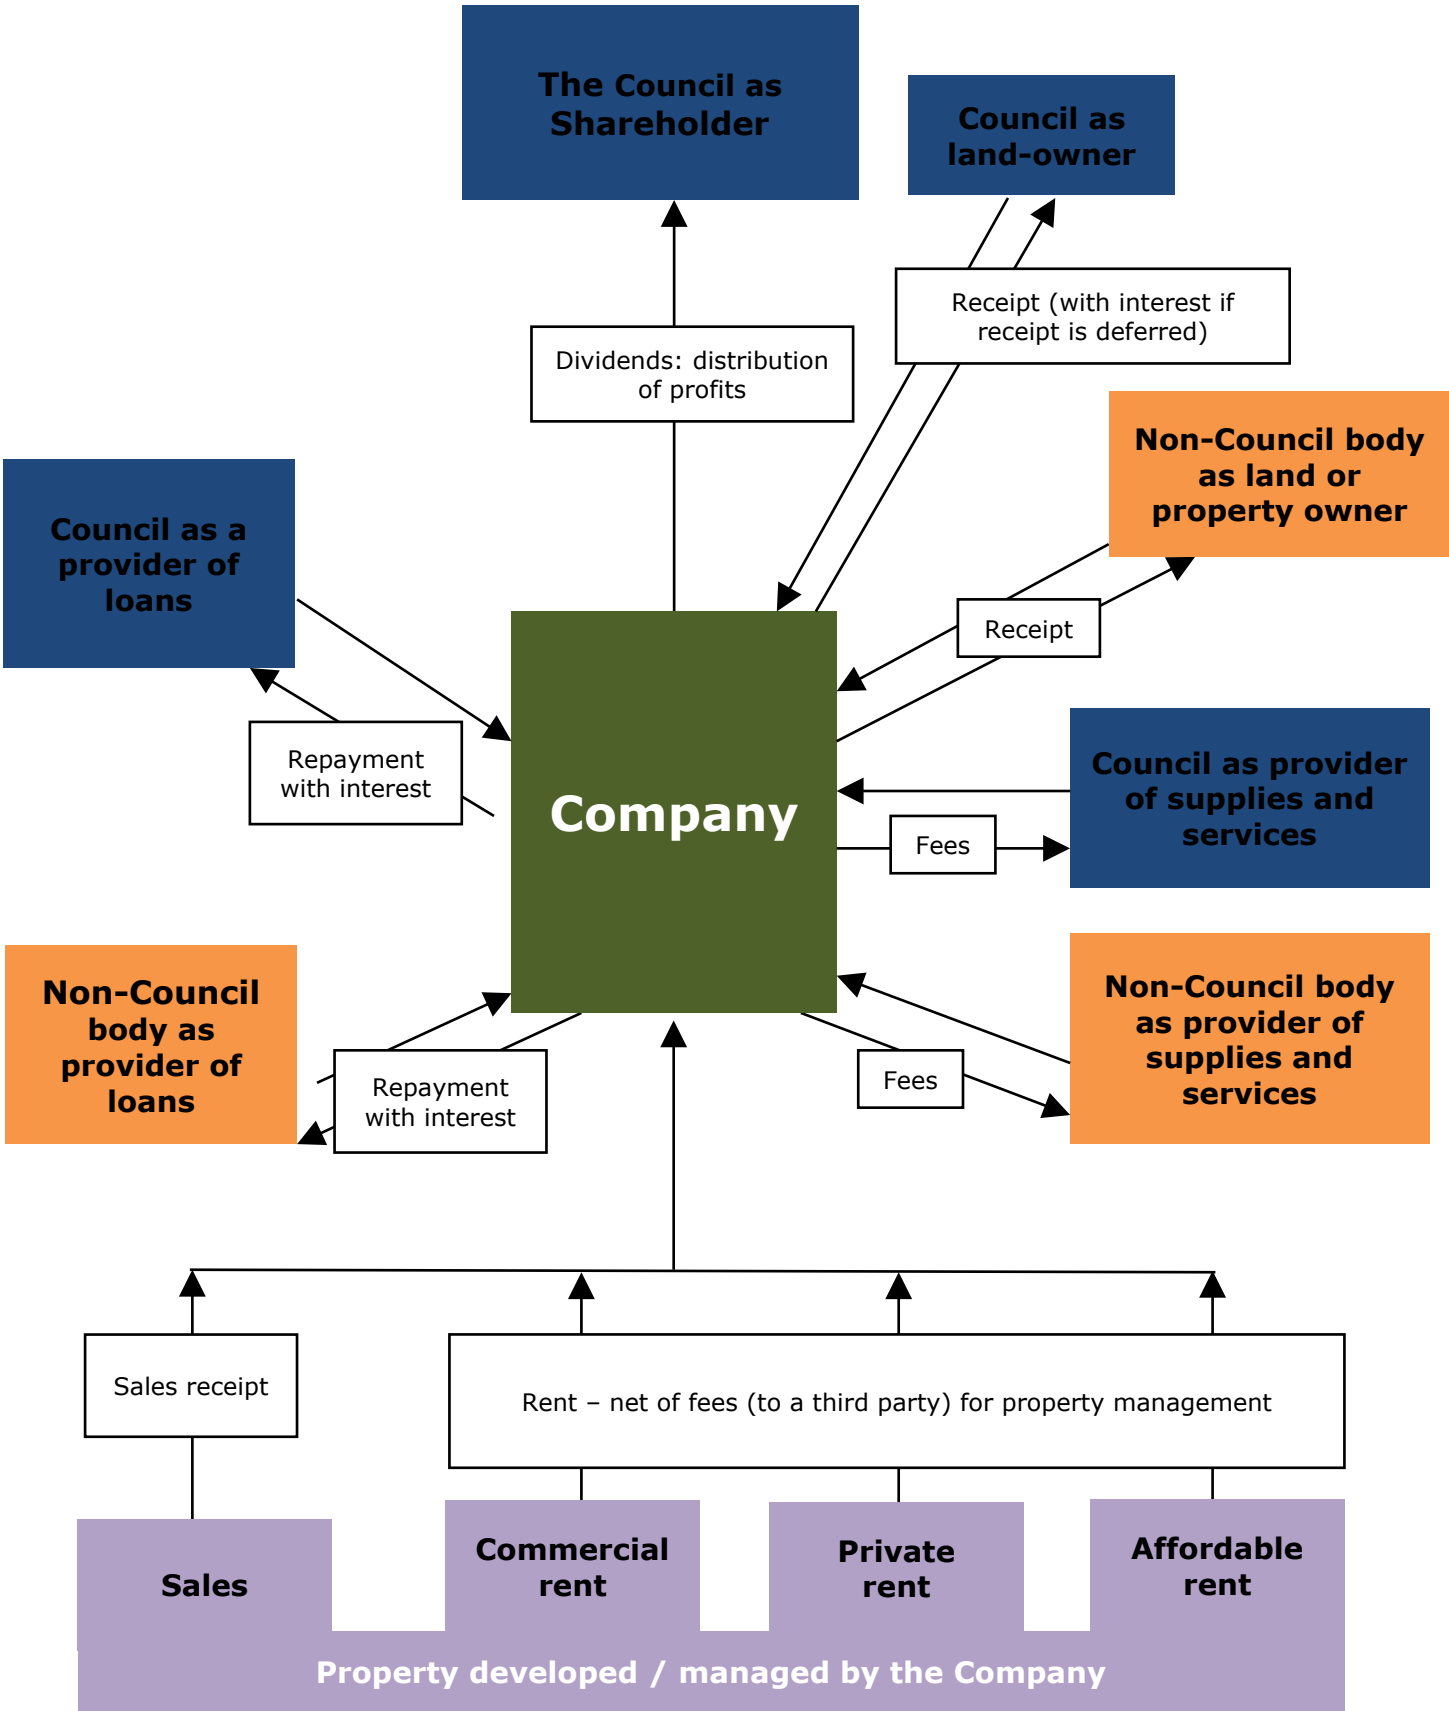 The Council as
Shareholder
Council as
land-owner
Receipt (with interest if
receipt is deferred)
Dividends: distribution
of profits
Non-Council body
as land or
property owner
Council as a
provider of
loans
Receipt
Repayment
with interest
Company
Council as provider
of supplies and
services
Fees
Non-Council
body as
provider of
loans
Non-Council body
as provider of
supplies and
services
Repayment
with interest
Fees
Sales receipt
Rent – net of fees (to a third party) for property management
Sales
Commercial
rent
Private
rent
Affordable
rent
Property developed / managed by the Company